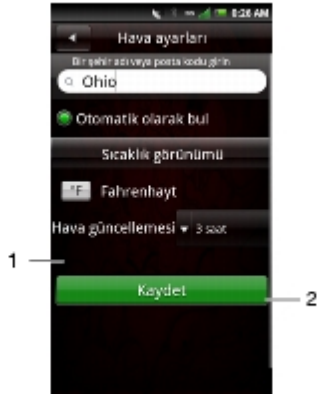 8:26 AM
Hava ayarları
Bir şehir adı veya posta kodu girin
Ohio
Otomatik olarak bul
Sıcaklık görünümü
°F Fahrenhayt
Hava güncellemesi 3 saat
1
Kaydet
2